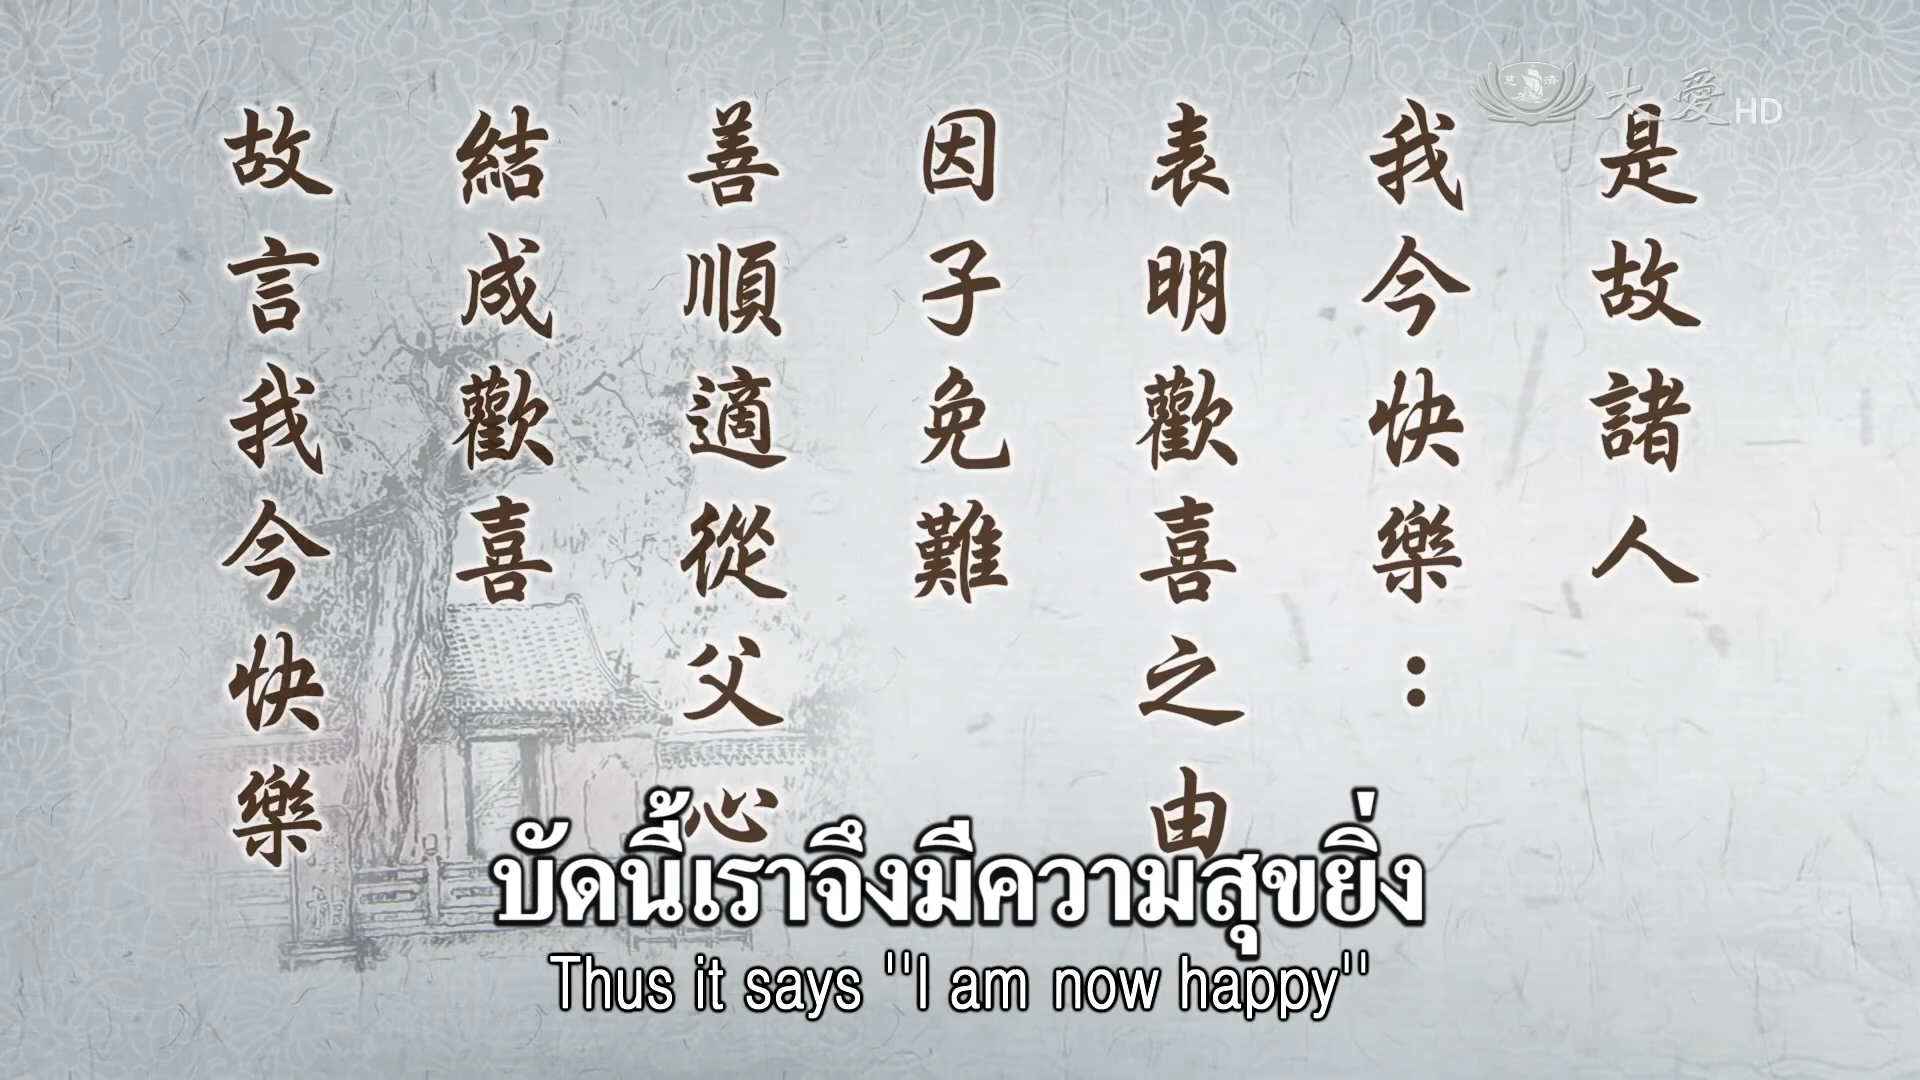 是故諸人
我今快樂：
表明歡喜之由
因子免難
善順適從父心
結成歡喜
故言我今快樂
大愛HD
บัดนี้เราจึงมีความสุขยิ่ง
Thus it says "I am now happy"